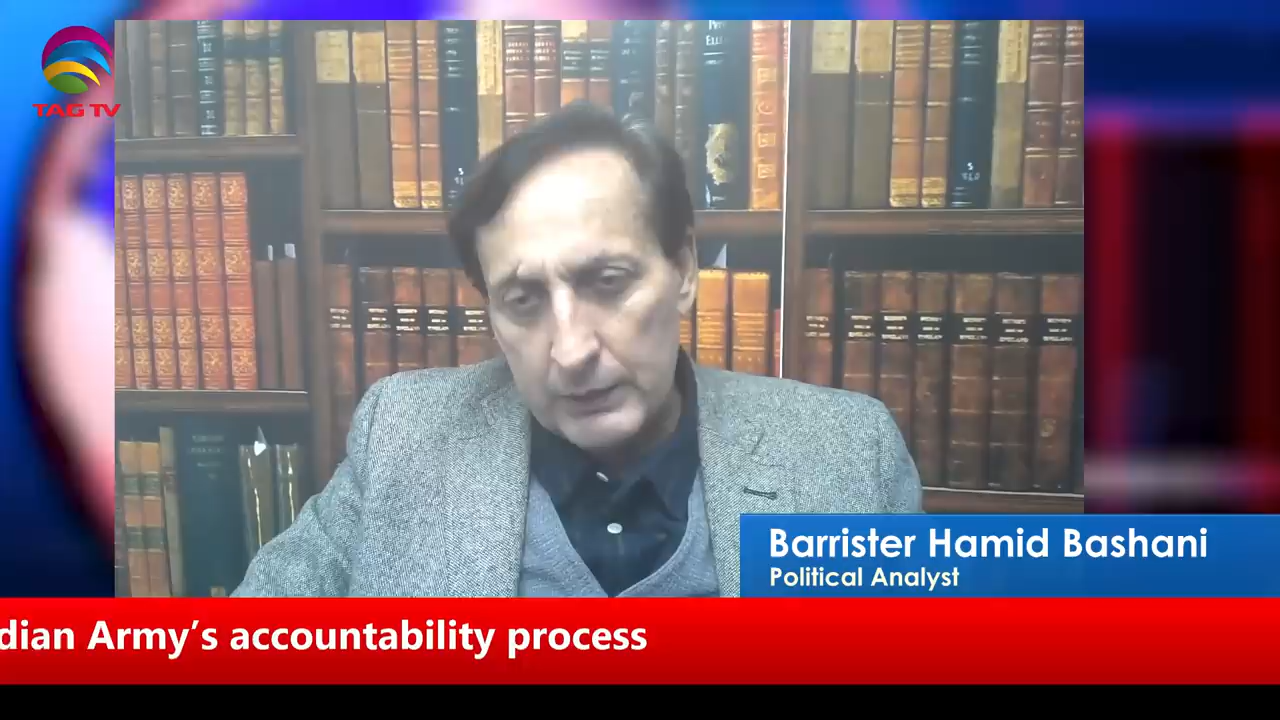 TAG TV
Barrister Hamid Bashani
Political Analyst
dian Army’s accountability process